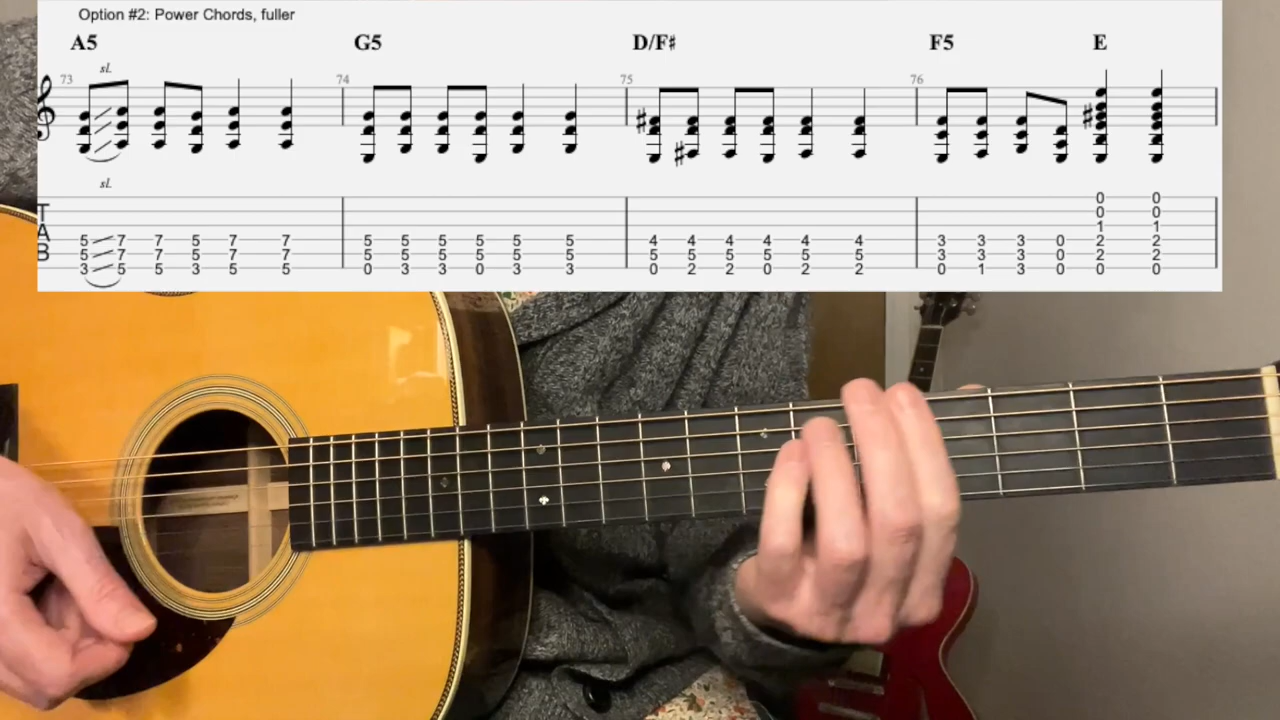 Option #2: Power Chords, fuller
A5 G5 D/F# F5 E
73 sl. 74 75 76
sl.
0 0
T 0 0
A 1 1
5 7 7 5 7 7 5 5 5 5 5 5 4 4 4 4 4 4 3 3 3 0 2 2
B 5 7 7 5 7 7 5 5 5 5 5 5 5 5 5 5 5 5 3 3 3 0 2 2
3 5 5 3 5 5 0 3 3 0 3 3 0 2 2 0 2 2 0 1 3 0 0 0